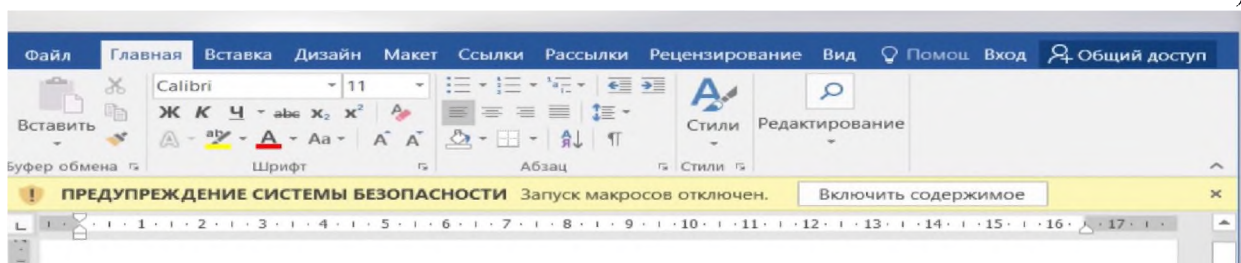 Файл Главная Вставка Дизайн Макет Ссылки Рассылки Рецензирование Вид Помощ Вход Общий доступ
Calibri 11
Ж К Ч abc x₂ x²
Вставить ab A Aa A A Стили Редактирование
Буфер обмена Шрифт Абзац Стили
ПРЕДУПРЕЖДЕНИЕ СИСТЕМЫ БЕЗОПАСНОСТИ Запуск макросов отключен. Включить содержимое
1 2 3 4 5 6 7 8 9 10 11 12 13 14 15 16 17